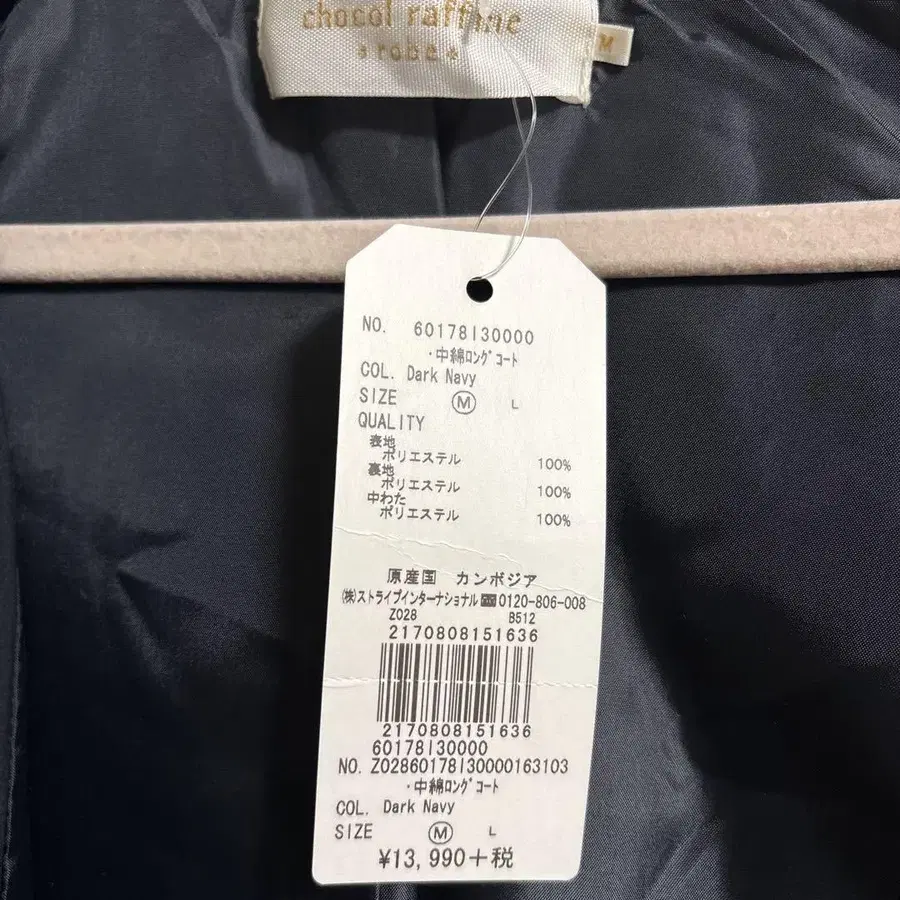 chocol raffine
robe
M
NO. 60178I30000
・中綿ロングコート
COL. Dark Navy
SIZE Ⓜ L
QUALITY
表地
ポリエステル 100%
裏地
ポリエステル 100%
中わた
ポリエステル 100%
原産国 カンボジア
(株)ストライプインターナショナル 0120-806-008
Z028 B512
2170808151636
2170808151636
60178I30000
NO. Z02860178I30000163103
・中綿ロングコート
COL. Dark Navy
SIZE Ⓜ L
¥13,990+税